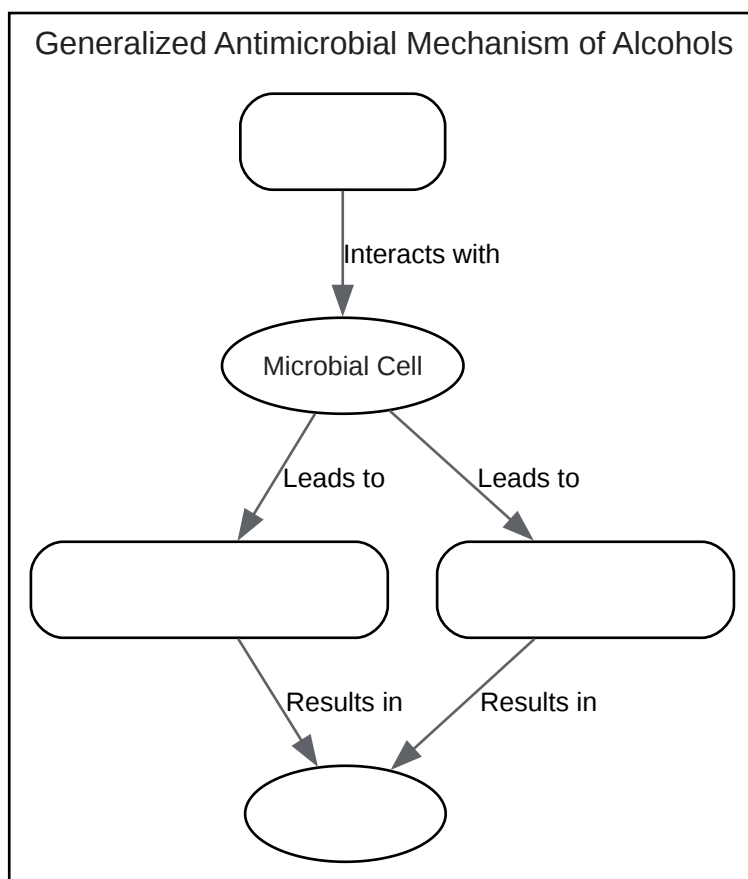 Generalized Antimicrobial Mechanism of Alcohols
Interacts with
Microbial Cell
Leads to
Leads to
Results in
Results in